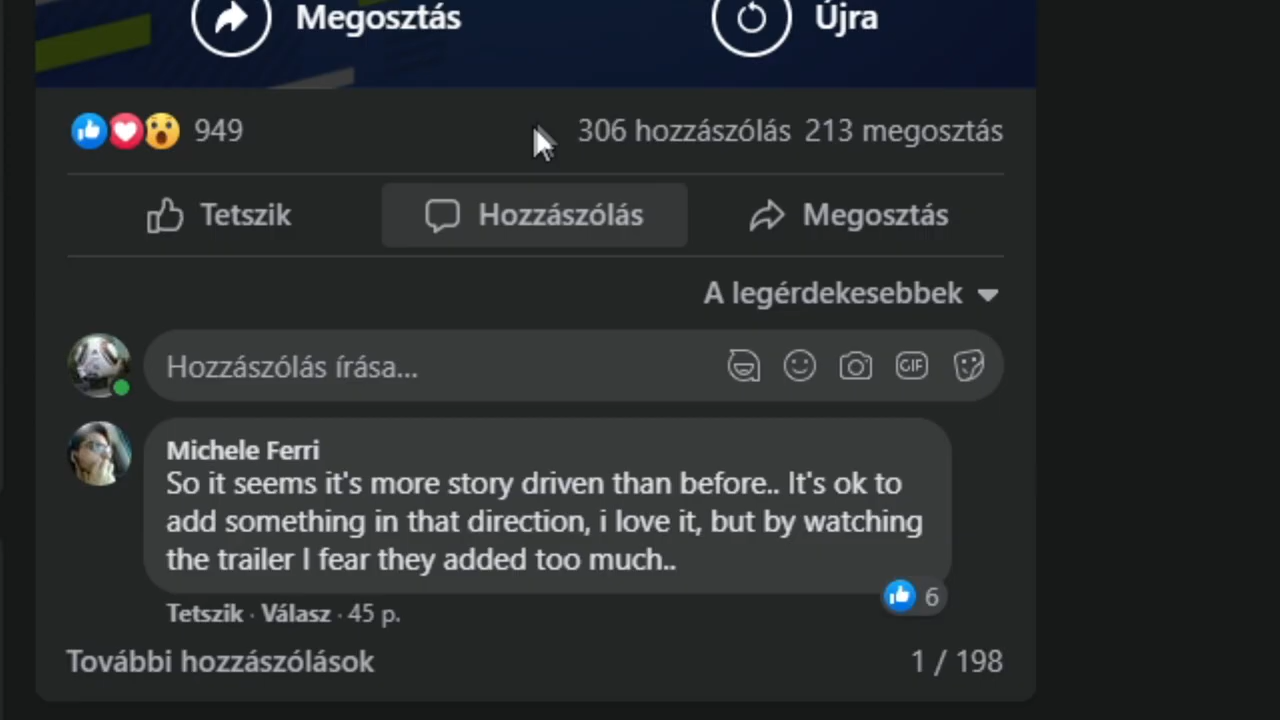 Megosztás Újra
949 306 hozzászólás 213 megosztás
Tetszik Hozzászólás Megosztás
A legérdekesebbek
Hozzászólás írása... GIF
Michele Ferri
So it seems it's more story driven than before.. It's ok to
add something in that direction, i love it, but by watching
the trailer I fear they added too much..
6
Tetszik · Válasz · 45 p.
További hozzászólások 1 / 198